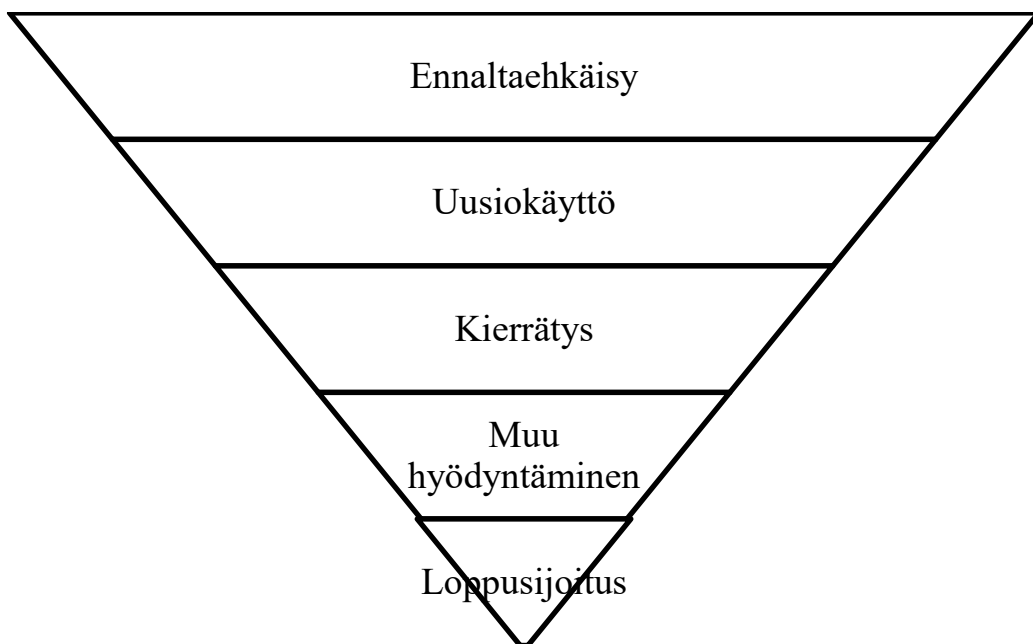 Ennaltaehkäisy
Uusiokäyttö
Kierrätys
Muu
hyödyntäminen
Loppusijoitus